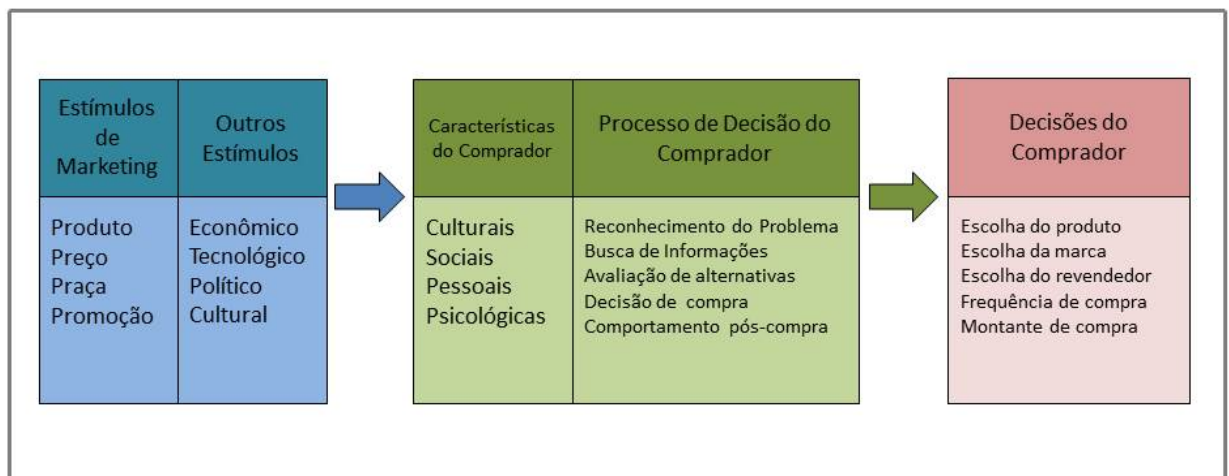 Estímulos
de
Marketing
Produto
Preço
Praça
Promoção
Outros
Estímulos
Econômico
Tecnológico
Político
Cultural
Características
do Comprador
Culturais
Sociais
Pessoais
Psicológicas
Processo de Decisão do
Comprador
Reconhecimento do Problema
Busca de Informações
Avaliação de alternativas
Decisão de compra
Comportamento pós-compra
Decisões do
Comprador
Escolha do produto
Escolha da marca
Escolha do revendedor
Frequência de compra
Montante de compra